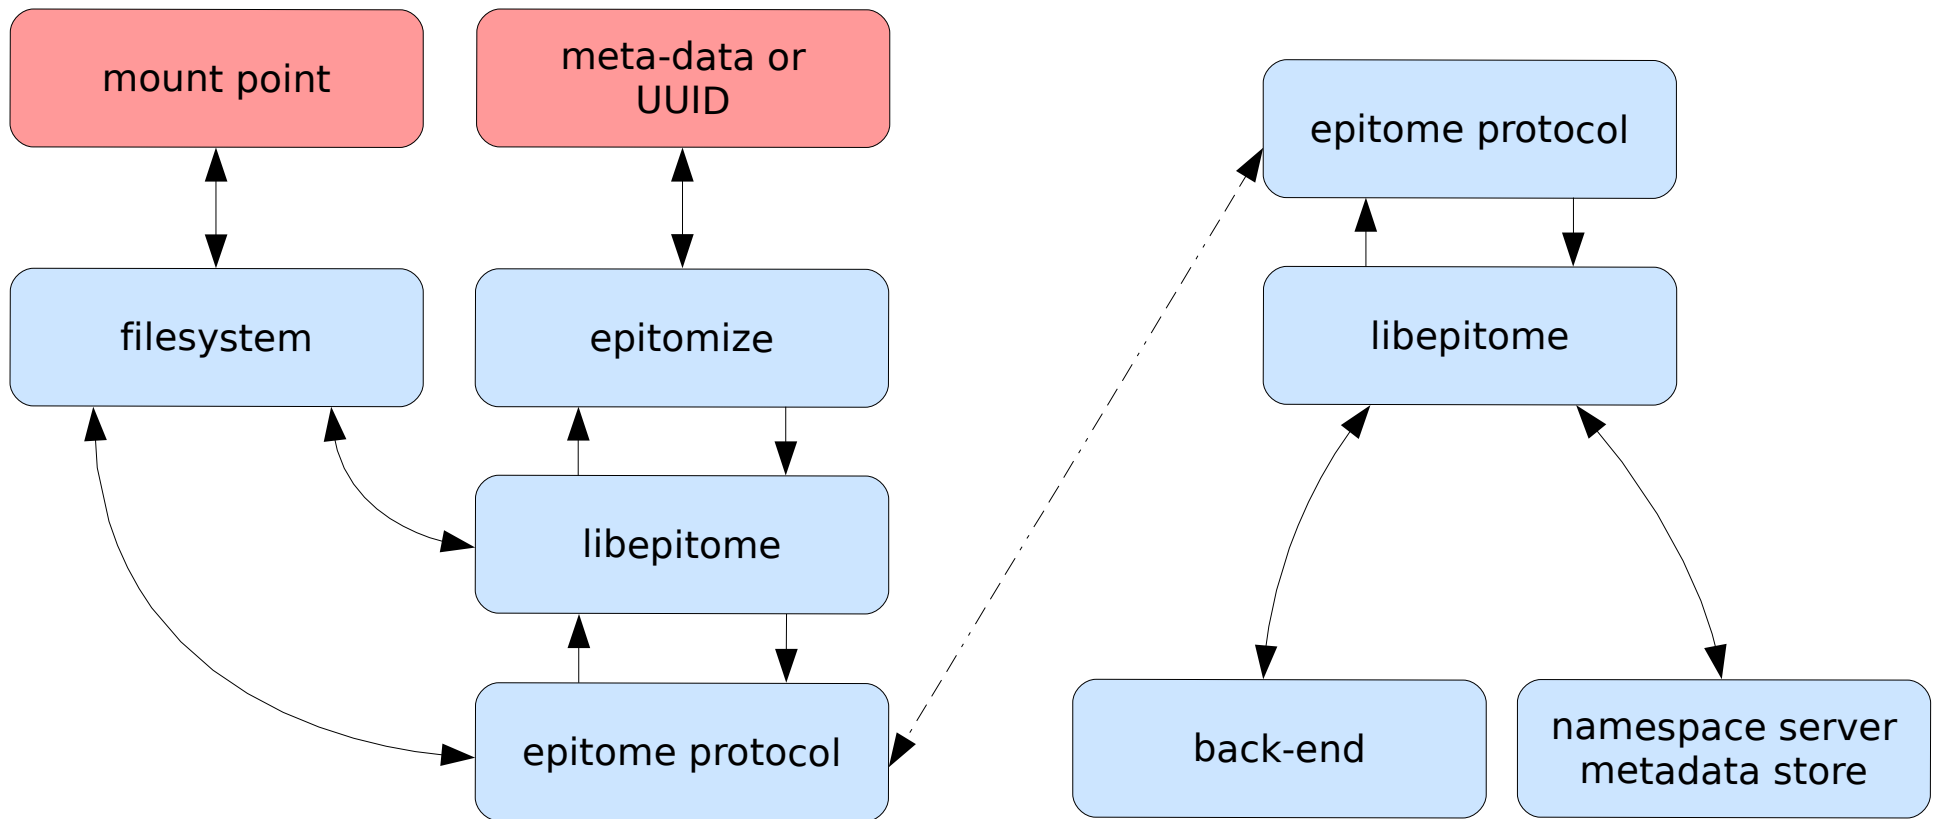 mount point
meta-data or
UUID
epitome protocol
filesystem
epitomize
libepitome
libepitome
epitome protocol
back-end
namespace server
metadata store